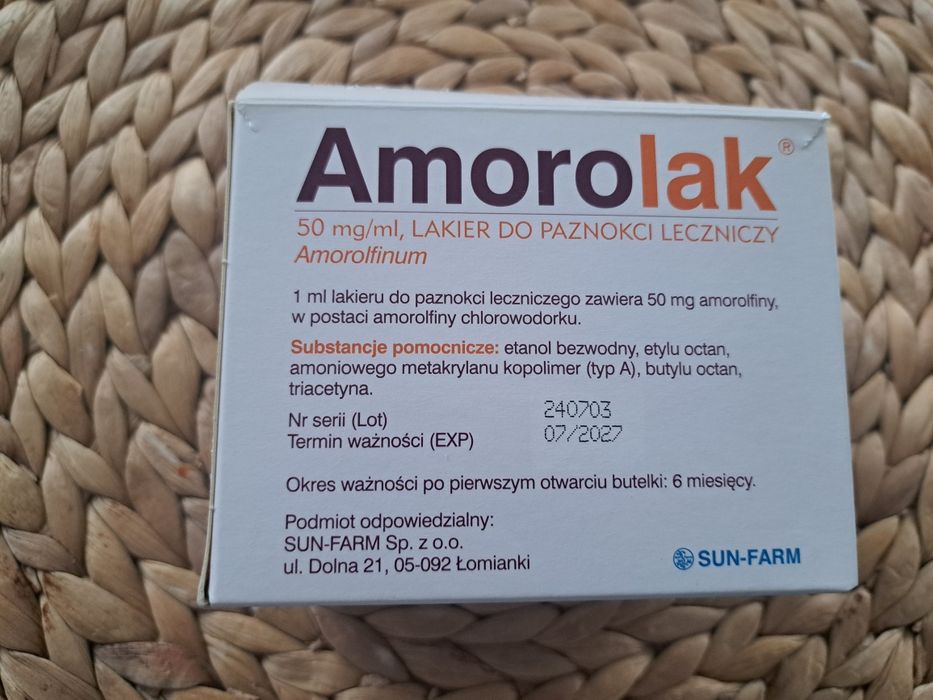 Amorolak®
50 mg/ml, LAKIER DO PAZNOKCI LECZNICZY
Amorolfinum
1 ml lakieru do paznokci leczniczego zawiera 50 mg amorolfiny,
w postaci amorolfiny chlorowodorku.
Substancje pomocnicze: etanol bezwodny, etylu octan,
amoniowego metakrylanu kopolimer (typ A), butylu octan,
triacetyna.
Nr serii (Lot) 240703
Termin ważności (EXP) 07/2027
Okres ważności po pierwszym otwarciu butelki: 6 miesięcy.
Podmiot odpowiedzialny:
SUN-FARM Sp. z o.o.
ul. Dolna 21, 05-092 Łomianki
SUN-FARM